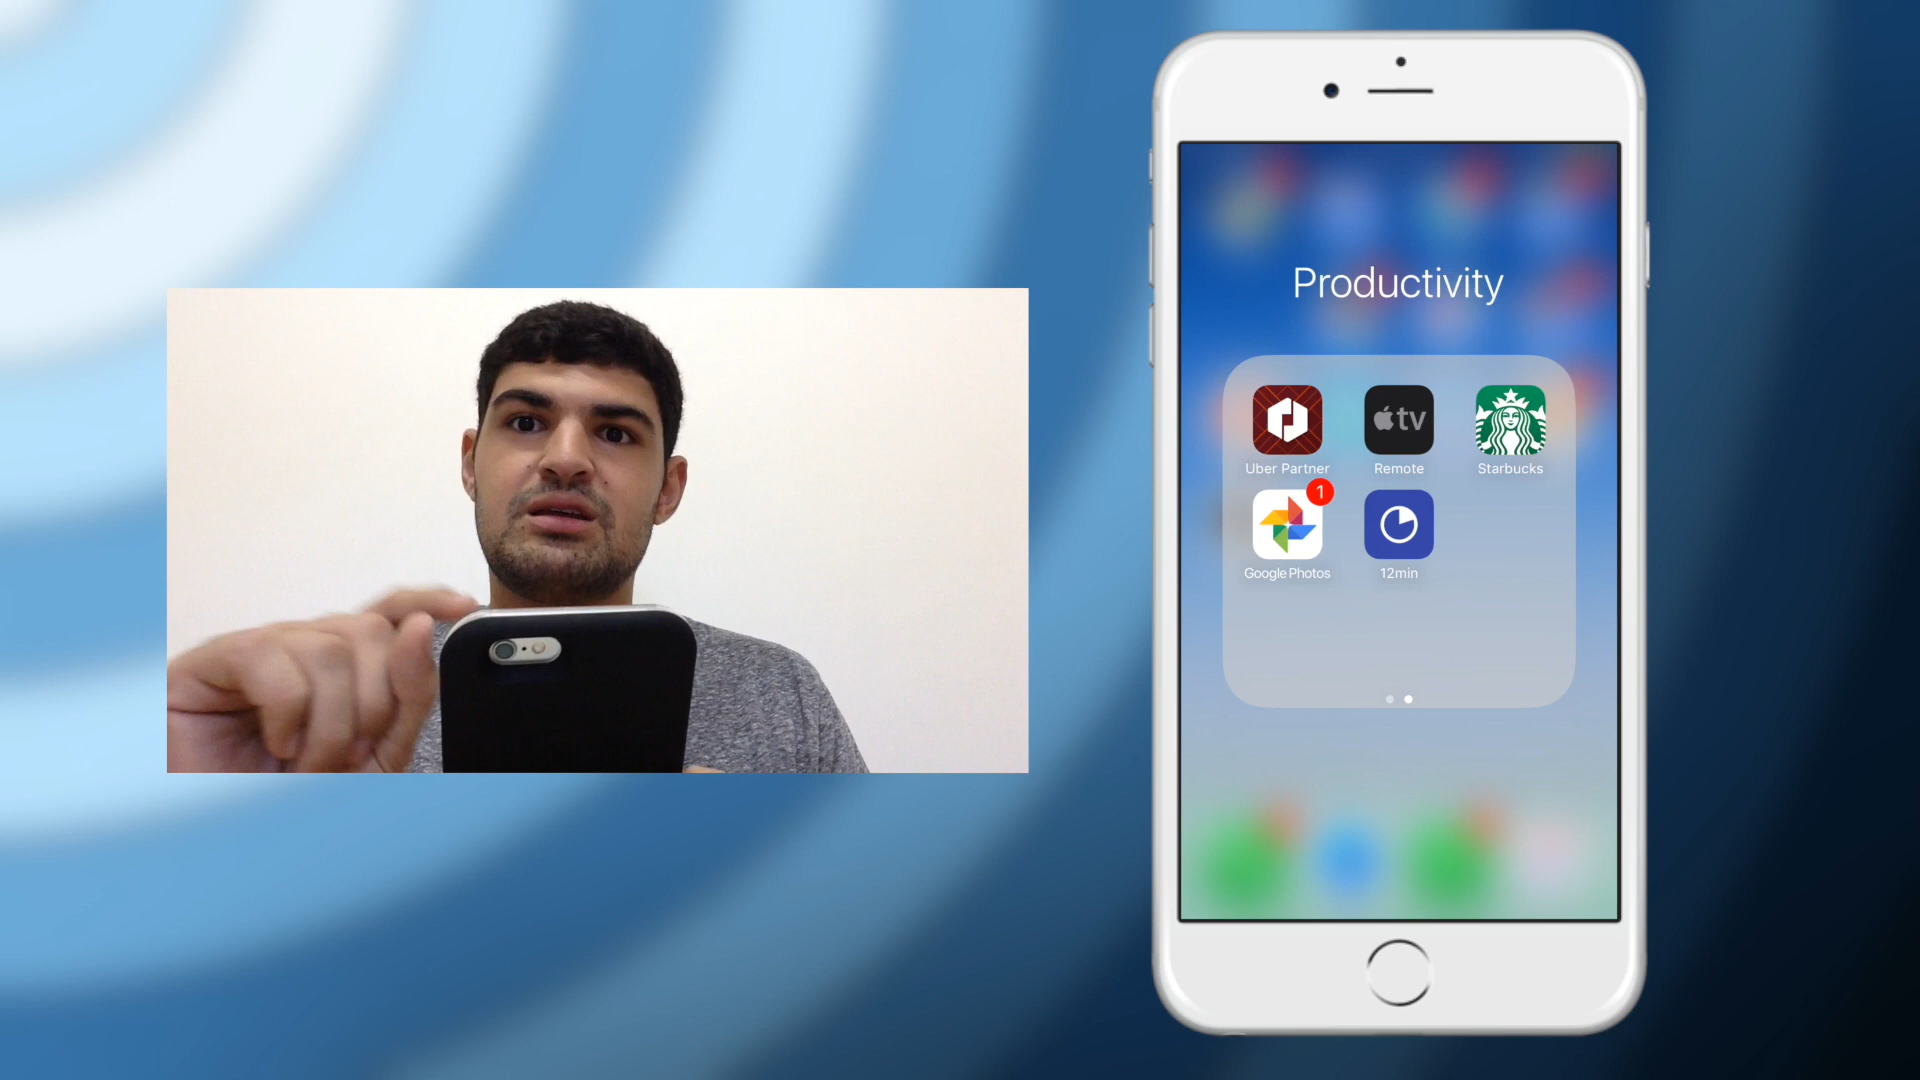 Productivity
tv
Uber Partner Remote Starbucks
1
Google Photos 12min